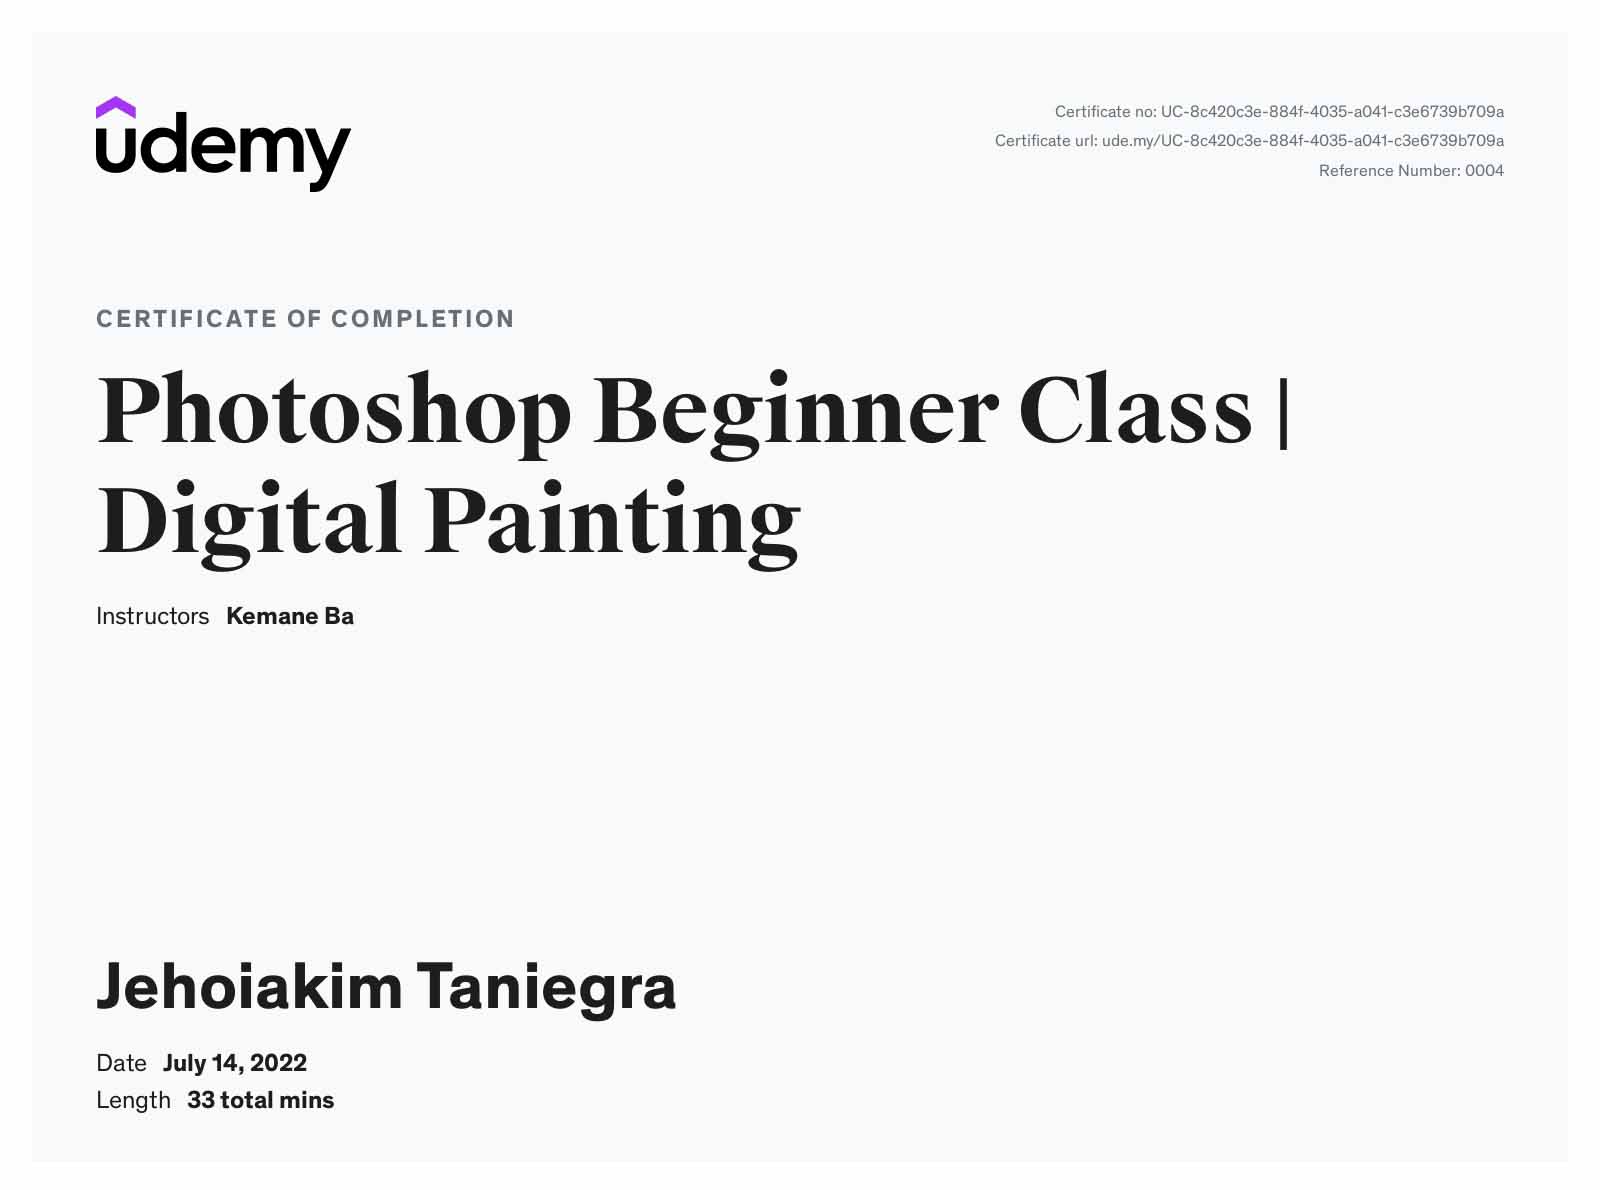 udemy
Certificate no: UC-8c420c3e-884f-4035-a041-c3e6739b709a
Certificate url: ude.my/UC-8c420c3e-884f-4035-a041-c3e6739b709a
Reference Number: 0004
CERTIFICATE OF COMPLETION
Photoshop Beginner Class |
Digital Painting
Instructors Kemane Ba
Jehoiakim Taniegra
Date July 14, 2022
Length 33 total mins